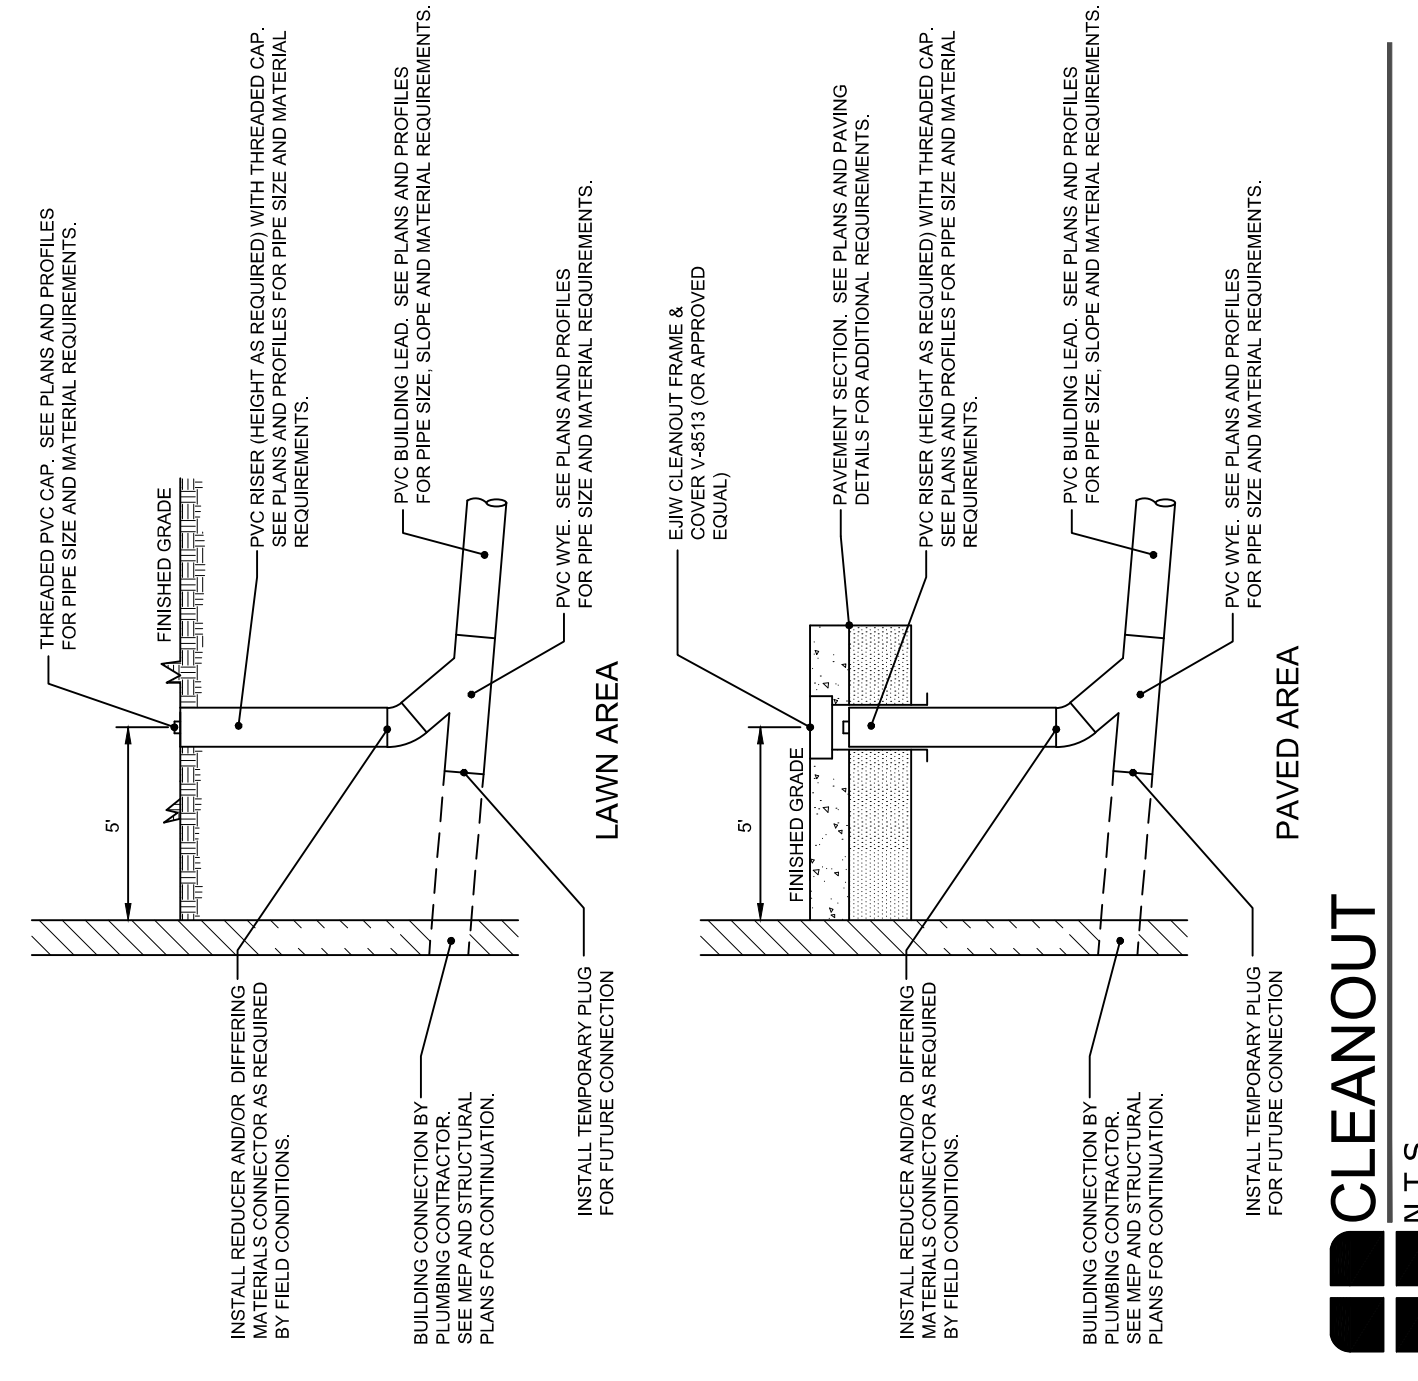 THREADED PVC CAP.  SEE PLANS AND PROFILES
FOR PIPE SIZE AND MATERIAL REQUIREMENTS.
5'
FINISHED GRADE
PVC RISER (HEIGHT AS REQUIRED) WITH THREADED CAP.
SEE PLANS AND PROFILES FOR PIPE SIZE AND MATERIAL
REQUIREMENTS.
PVC BUILDING LEAD.  SEE PLANS AND PROFILES
FOR PIPE SIZE, SLOPE AND MATERIAL REQUIREMENTS.
PVC WYE.  SEE PLANS AND PROFILES
FOR PIPE SIZE AND MATERIAL REQUIREMENTS.
INSTALL REDUCER AND/OR  DIFFERING
MATERIALS CONNECTOR AS REQUIRED
BY FIELD CONDITIONS.
BUILDING CONNECTION BY
PLUMBING CONTRACTOR.
SEE MEP AND STRUCTURAL
PLANS FOR CONTINUATION.
INSTALL TEMPORARY PLUG
FOR FUTURE CONNECTION
LAWN AREA
EJIW CLEANOUT FRAME &
COVER V-8513 (OR APPROVED
EQUAL)
5'
FINISHED GRADE
PAVEMENT SECTION.  SEE PLANS AND PAVING
DETAILS FOR ADDITIONAL REQUIREMENTS.
PVC RISER (HEIGHT AS REQUIRED) WITH THREADED CAP.
SEE PLANS AND PROFILES FOR PIPE SIZE AND MATERIAL
REQUIREMENTS.
PVC BUILDING LEAD.  SEE PLANS AND PROFILES
FOR PIPE SIZE, SLOPE AND MATERIAL REQUIREMENTS.
PVC WYE.  SEE PLANS AND PROFILES
FOR PIPE SIZE AND MATERIAL REQUIREMENTS.
INSTALL REDUCER AND/OR  DIFFERING
MATERIALS CONNECTOR AS REQUIRED
BY FIELD CONDITIONS.
BUILDING CONNECTION BY
PLUMBING CONTRACTOR.
SEE MEP AND STRUCTURAL
PLANS FOR CONTINUATION.
INSTALL TEMPORARY PLUG
FOR FUTURE CONNECTION
PAVED AREA
CLEANOUT